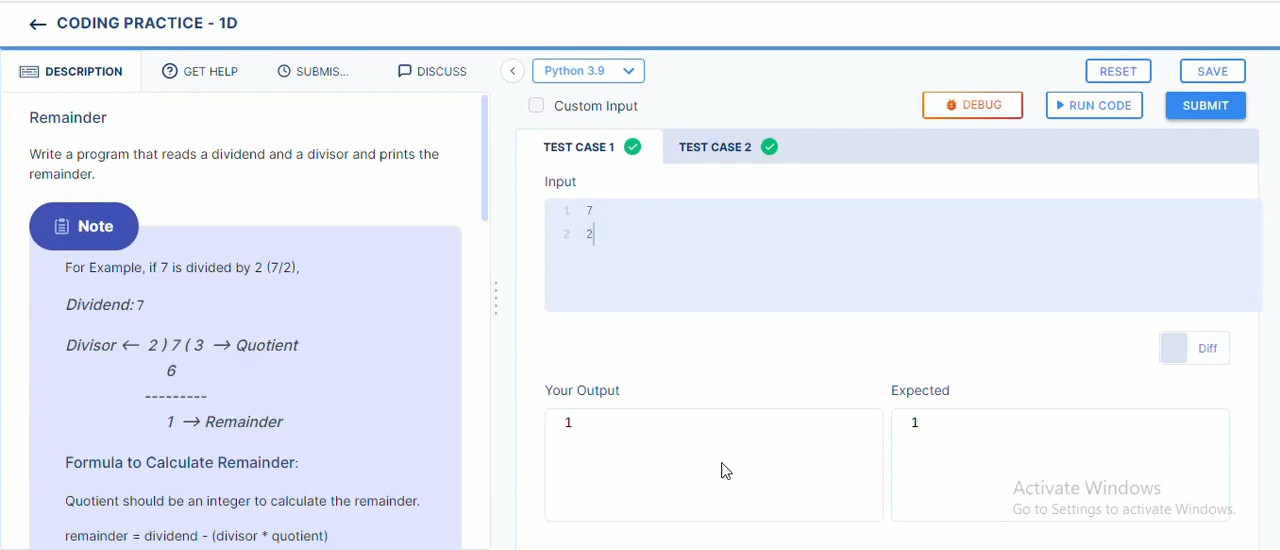 ← CODING PRACTICE - 1D
DESCRIPTION
GET HELP
SUBMIS...
DISCUSS
Python 3.9
RESET
SAVE
Custom Input
DEBUG
RUN CODE
SUBMIT
Remainder
Write a program that reads a dividend and a divisor and prints the
remainder.
Note
For Example, if 7 is divided by 2 (7/2),
Dividend: 7
Divisor ← 2 ) 7 ( 3 → Quotient
6
---------
1 → Remainder
Formula to Calculate Remainder:
Quotient should be an integer to calculate the remainder.
remainder = dividend - (divisor * quotient)
TEST CASE 1
TEST CASE 2
Input
1 7
2 2
Diff
Your Output
Expected
1
1
Activate Windows
Go to Settings to activate Windows.